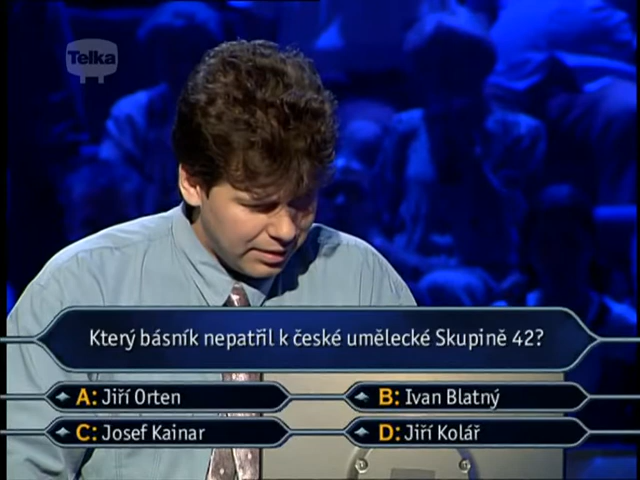 Telka
Který básník nepatřil k české umělecké Skupině 42?
A: Jiří Orten
B: Ivan Blatný
C: Josef Kainar
D: Jiří Kolář